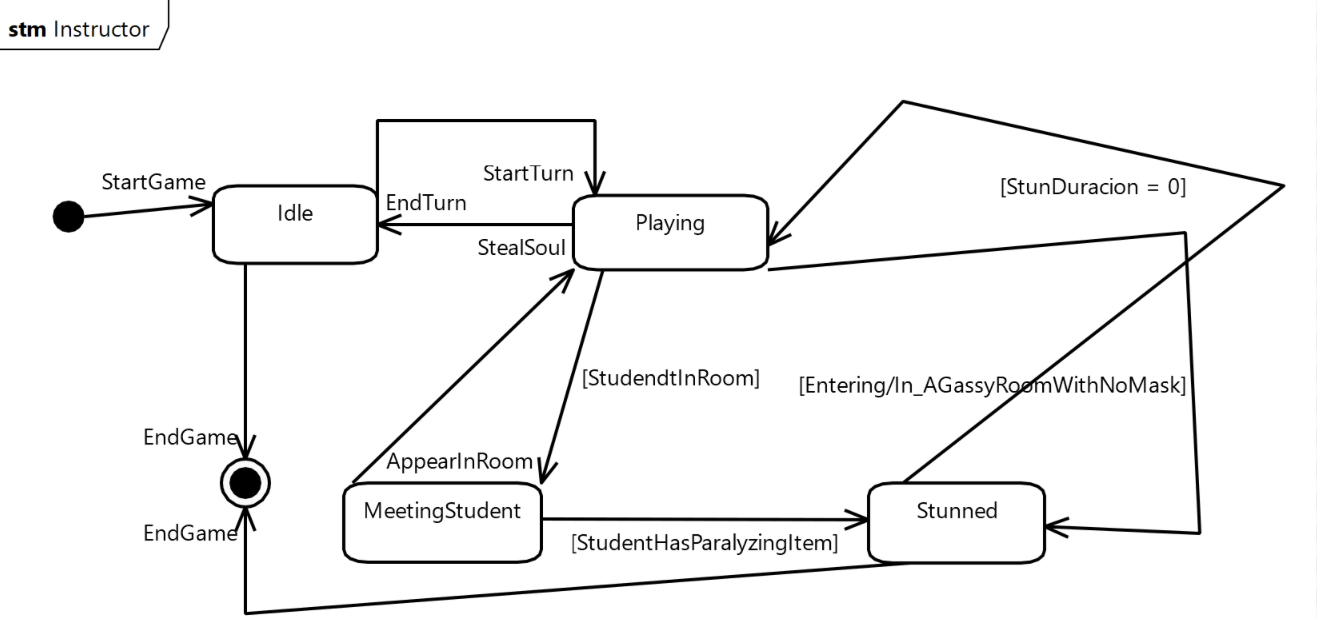 stm Instructor
StartGame
Idle
StartTurn
EndTurn
StealSoul
Playing
[StunDuracion = 0]
[StudendtInRoom]
[Entering/In_AGassyRoomWithNoMask]
EndGame
AppearInRoom
MeetingStudent
Stunned
EndGame
[StudentHasParalyzingItem]